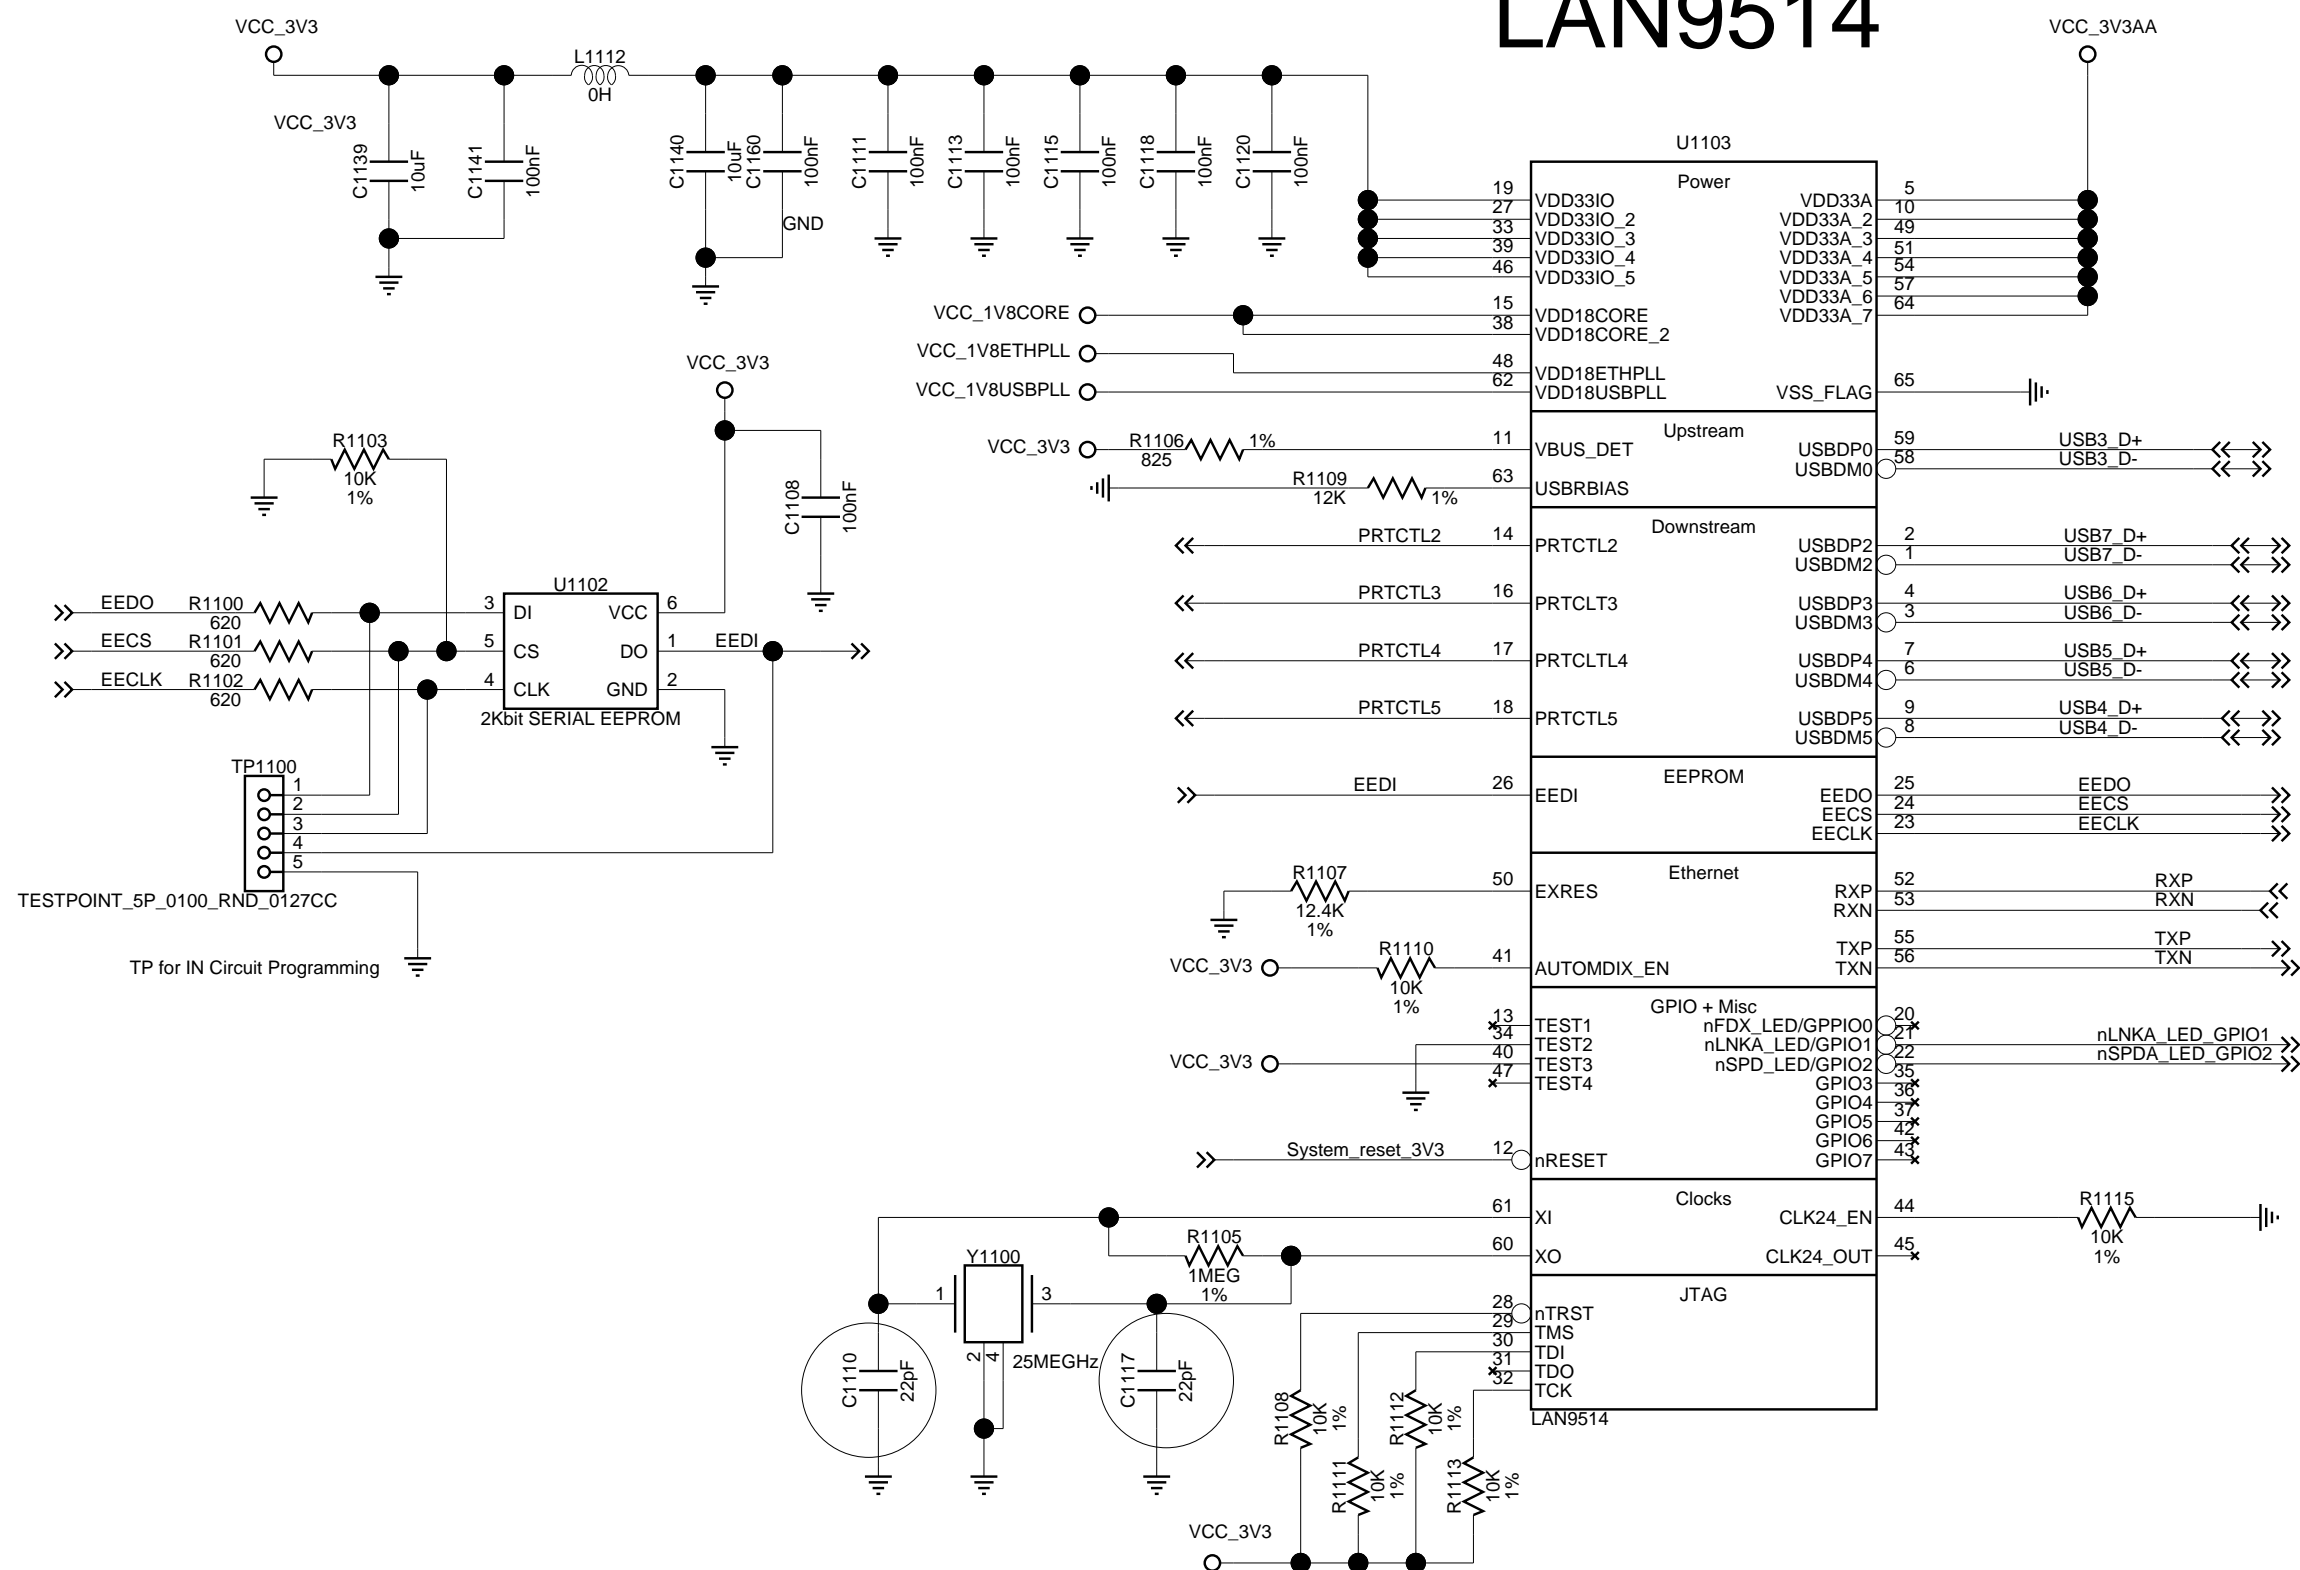 LAN9514
VCC_3V3
VCC_3V3AA
L1112
0H
VCC_3V3
C1139
10uF
C1141
100nF
C1140
10uF
C1160
100nF
C1111
100nF
C1113
100nF
C1115
100nF
C1118
100nF
C1120
100nF
GND
U1103
Power
19 VDD33IO
27 VDD33IO_2
33 VDD33IO_3
39 VDD33IO_4
46 VDD33IO_5
VDD33A 5
VDD33A_2 10
VDD33A_3 49
VDD33A_4 51
VDD33A_5 54
VDD33A_6 57
VDD33A_7 64
VCC_1V8CORE 15 VDD18CORE
38 VDD18CORE_2
VCC_1V8ETHPLL 48 VDD18ETHPLL
VCC_1V8USBPLL 62 VDD18USBPLL
VSS_FLAG 65
Upstream
VCC_3V3 R1106 1% 11 VBUS_DET
825
R1109 63 USBRBIAS
12K 1%
USBDP0 59 USB3_D+
USBDM0 58 USB3_D-
Downstream
PRTCTL2 14 PRTCTL2
PRTCTL3 16 PRTCLT3
PRTCTL4 17 PRTCLTL4
PRTCTL5 18 PRTCTL5
USBDP2 2 USB7_D+
USBDM2 1 USB7_D-
USBDP3 4 USB6_D+
USBDM3 3 USB6_D-
USBDP4 7 USB5_D+
USBDM4 6 USB5_D-
USBDP5 9 USB4_D+
USBDM5 8 USB4_D-
EEPROM
EEDI 26 EEDI
EEDO 25 EEDO
EECS 24 EECS
EECLK 23 EECLK
Ethernet
R1107 50 EXRES
12.4K
1%
VCC_3V3 R1110 41 AUTOMDIX_EN
10K
1%
RXP 52 RXP
RXN 53 RXN
TXP 55 TXP
TXN 56 TXN
GPIO + Misc
13 TEST1
34 TEST2
VCC_3V3 40 TEST3
47 TEST4
System_reset_3V3 12 nRESET
nFDX_LED/GPPIO0 20
nLNKA_LED/GPIO1 21 nLNKA_LED_GPIO1
nSPD_LED/GPIO2 22 nSPDA_LED_GPIO2
GPIO3 35
GPIO4 36
GPIO5 37
GPIO6 42
GPIO7 43
Clocks
61 XI
60 XO
R1105
1MEG
1%
CLK24_EN 44 R1115
10K
1%
CLK24_OUT 45
JTAG
28 nTRST
29 TMS
30 TDI
31 TDO
32 TCK
LAN9514
Y1100
1 3
2 4
25MEGHz
C1110
22pF
C1117
22pF
R1108
10K
1%
R1111
10K
1%
R1112
10K
1%
R1113
10K
1%
VCC_3V3
VCC_3V3
C1108
100nF
R1103
10K
1%
U1102
EEDO R1100 3 DI VCC 6
620
EECS R1101 5 CS DO 1 EEDI
620
EECLK R1102 4 CLK GND 2
620
2Kbit SERIAL EEPROM
TP1100
1
2
3
4
5
TESTPOINT_5P_0100_RND_0127CC
TP for IN Circuit Programming